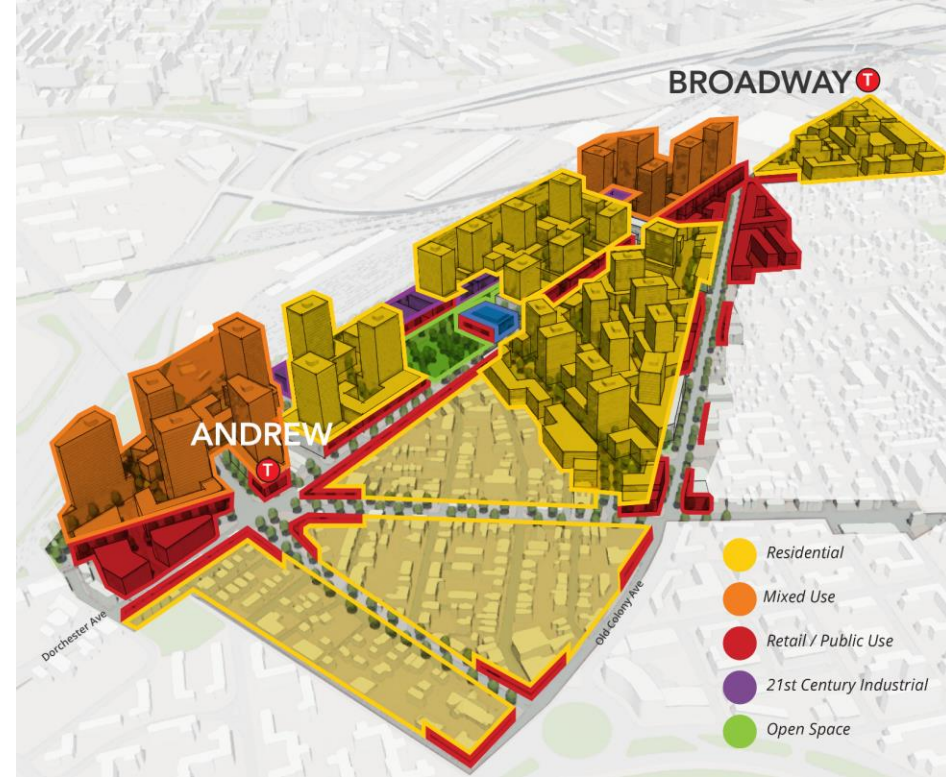 BROADWAY T
ANDREW
T
Dorchester Ave
Old Colony Ave
Residential
Mixed Use
Retail / Public Use
21st Century Industrial
Open Space